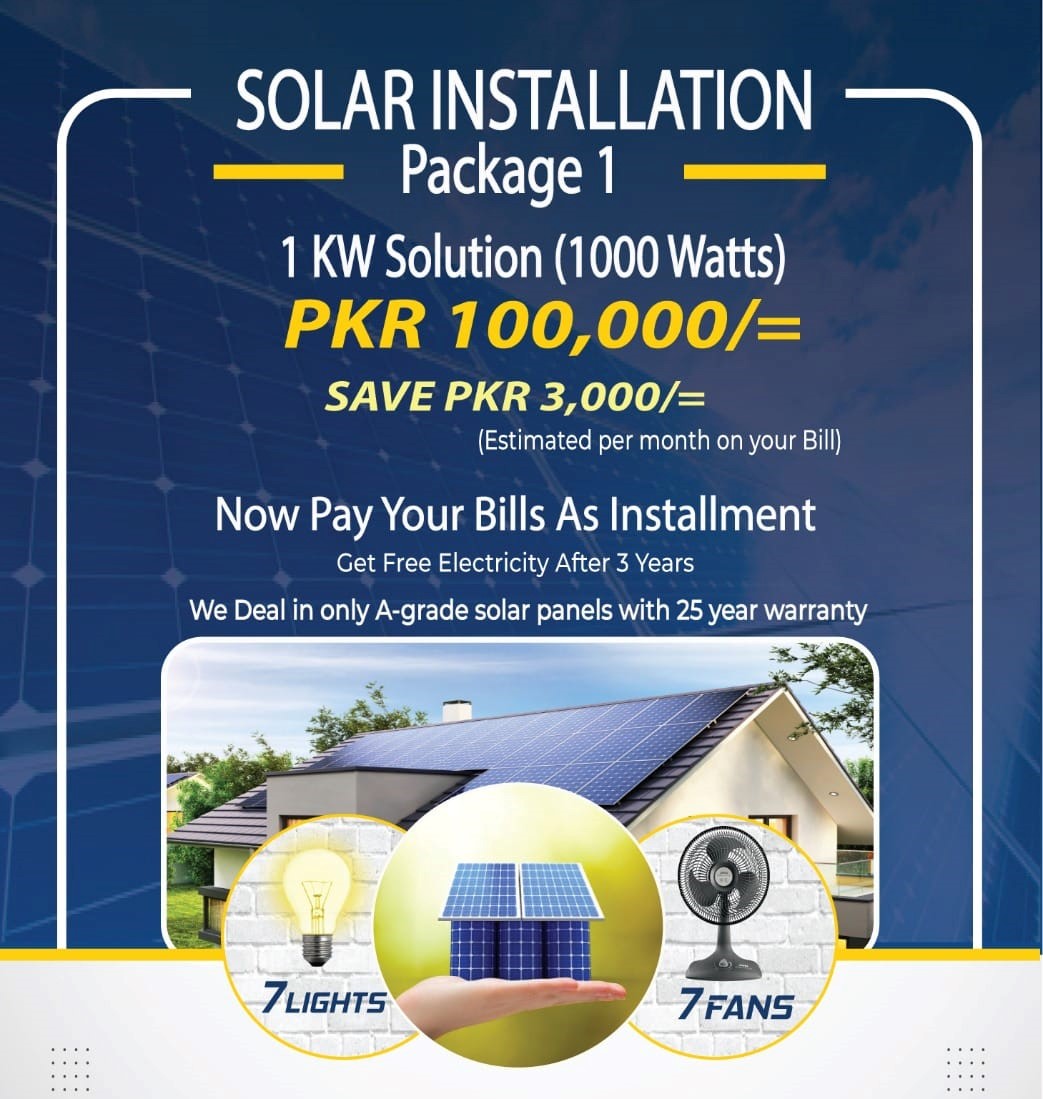 SOLAR INSTALLATION
Package 1
1 KW Solution (1000 Watts)
PKR 100,000/=
SAVE PKR 3,000/=
(Estimated per month on your Bill)
Now Pay Your Bills As Installment
Get Free Electricity After 3 Years
We Deal in only A-grade solar panels with 25 year warranty
7LIGHTS
7FANS